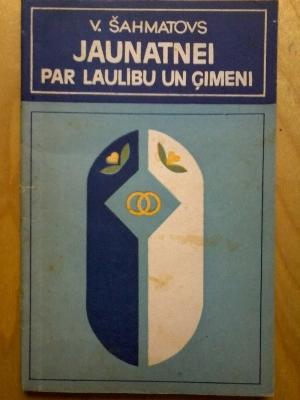 V. ŠAHMATOVS
JAUNATNEI
PAR LAULĪBU UN ĢIMENI